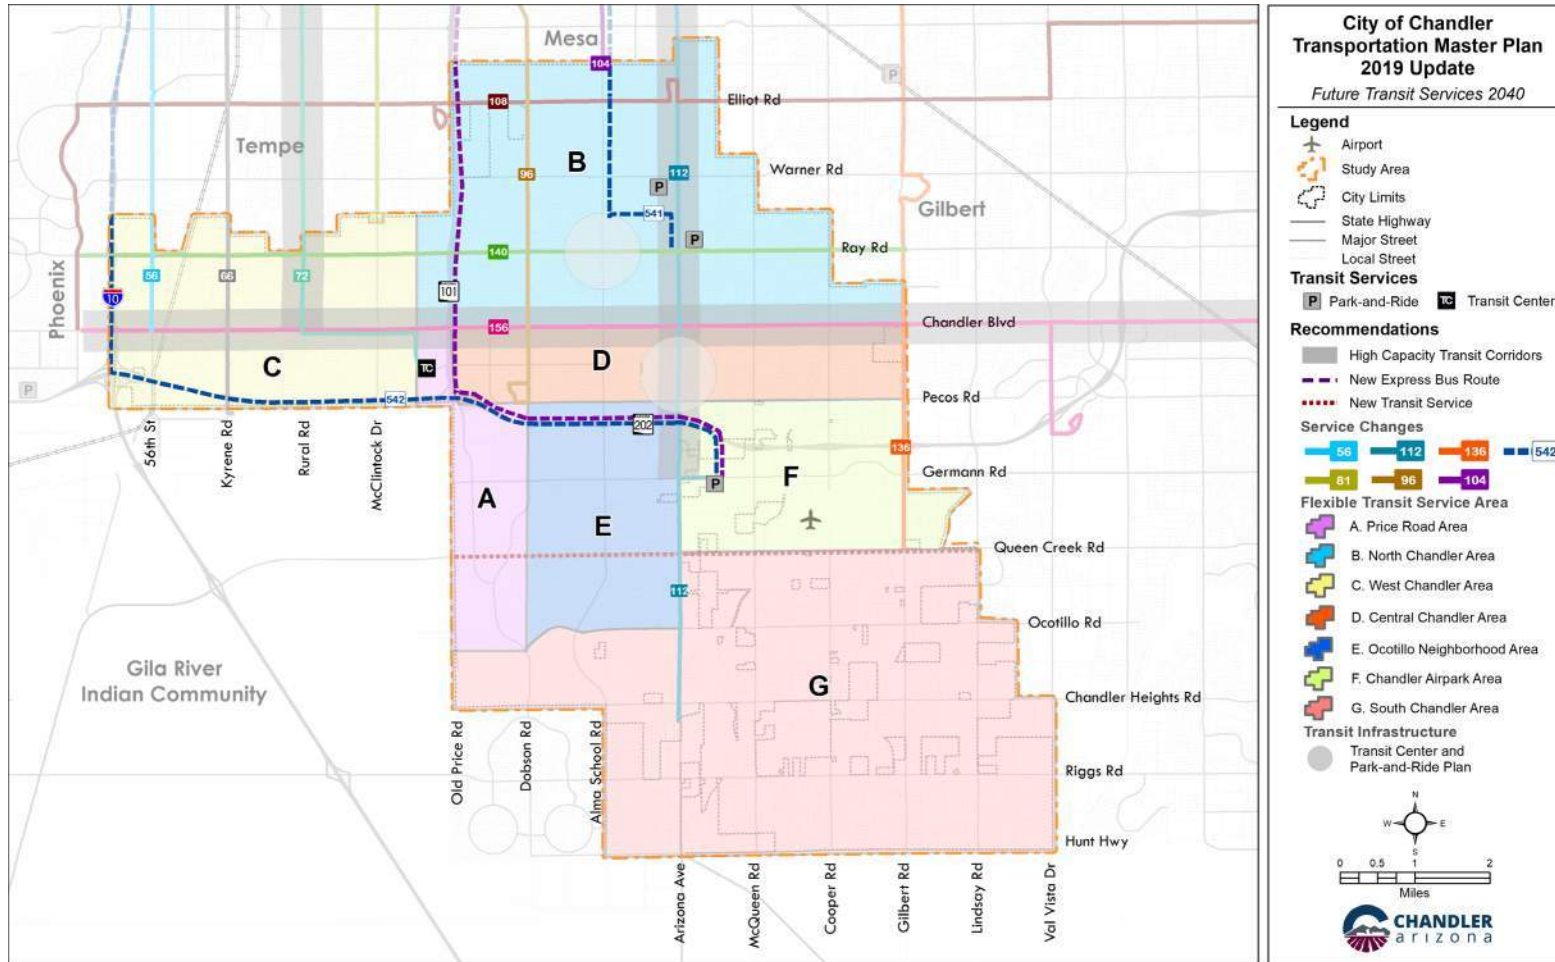 City of Chandler
Transportation Master Plan
2019 Update
Future Transit Services 2040
Legend
Airport
Study Area
City Limits
State Highway
Major Street
Local Street
Transit Services
P Park-and-Ride TC Transit Center
Recommendations
High Capacity Transit Corridors
New Express Bus Route
New Transit Service
Service Changes
56 112 136 542
81 96 104
Flexible Transit Service Area
A. Price Road Area
B. North Chandler Area
C. West Chandler Area
D. Central Chandler Area
E. Ocotillo Neighborhood Area
F. Chandler Airpark Area
G. South Chandler Area
Transit Infrastructure
Transit Center and
Park-and-Ride Plan
N
W E
S
0 0.5 1 2
Miles
CHANDLER
arizona
Mesa
104
108
Elliot Rd
Tempe
B
P
96
112
Warner Rd
P
541
Gilbert
P
140
Ray Rd
Phoenix
56
66
72
10
101
156
Chandler Blvd
C
TC
D
P
542
Pecos Rd
202
136
56th St
Kyrene Rd
Rural Rd
McClintock Dr
Germann Rd
A
E
F
P
Queen Creek Rd
112
Ocotillo Rd
Gila River
Indian Community
G
Chandler Heights Rd
Old Price Rd
Dobson Rd
Alma School Rd
Riggs Rd
Hunt Hwy
Arizona Ave
McQueen Rd
Cooper Rd
Gilbert Rd
Lindsay Rd
Val Vista Dr